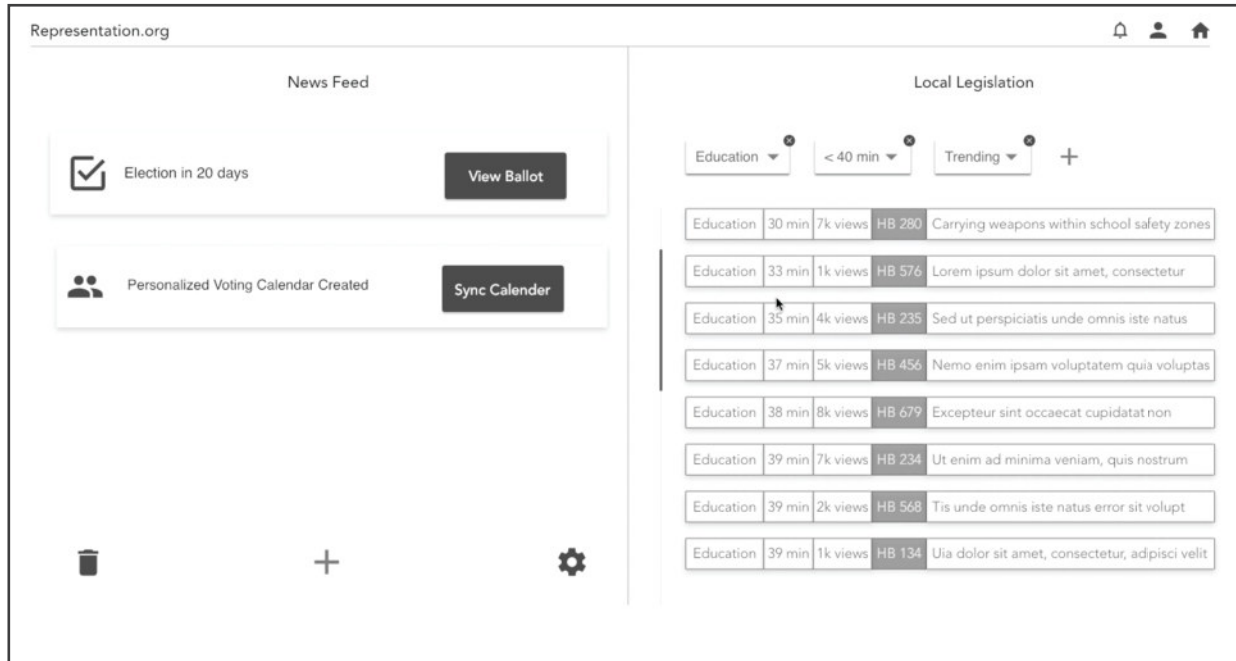 Representation.org
News Feed
Election in 20 days
View Ballot
Personalized Voting Calendar Created
Sync Calender
Local Legislation
Education < 40 min Trending
Education 30 min 7k views HB 280 Carrying weapons within school safety zones
Education 33 min 1k views HB 576 Lorem ipsum dolor sit amet, consectetur
Education 35 min 4k views HB 235 Sed ut perspiciatis unde omnis iste natus
Education 37 min 5k views HB 456 Nemo enim ipsam voluptatem quia voluptas
Education 38 min 8k views HB 679 Excepteur sint occaecat cupidatat non
Education 39 min 7k views HB 234 Ut enim ad minima veniam, quis nostrum
Education 39 min 2k views HB 568 Tis unde omnis iste natus error sit volupt
Education 39 min 1k views HB 134 Uia dolor sit amet, consectetur, adipisci velit